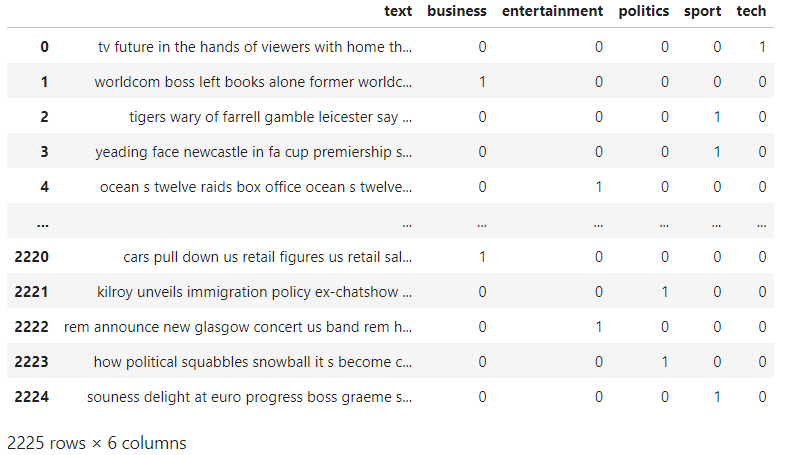 text business entertainment politics sport tech
0 tv future in the hands of viewers with home th... 0 0 0 0 1
1 worldcom boss left books alone former worldc... 1 0 0 0 0
2 tigers wary of farrell gamble leicester say ... 0 0 0 1 0
3 yeading face newcastle in fa cup premiership s... 0 0 0 1 0
4 ocean s twelve raids box office ocean s twelve... 0 1 0 0 0
... ... ... ... ... ... ...
2220 cars pull down us retail figures us retail sal... 1 0 0 0 0
2221 kilroy unveils immigration policy ex-chatshow ... 0 0 1 0 0
2222 rem announce new glasgow concert us band rem h... 0 1 0 0 0
2223 how political squabbles snowball it s become c... 0 0 1 0 0
2224 souness delight at euro progress boss graeme s... 0 0 0 1 0
2225 rows × 6 columns